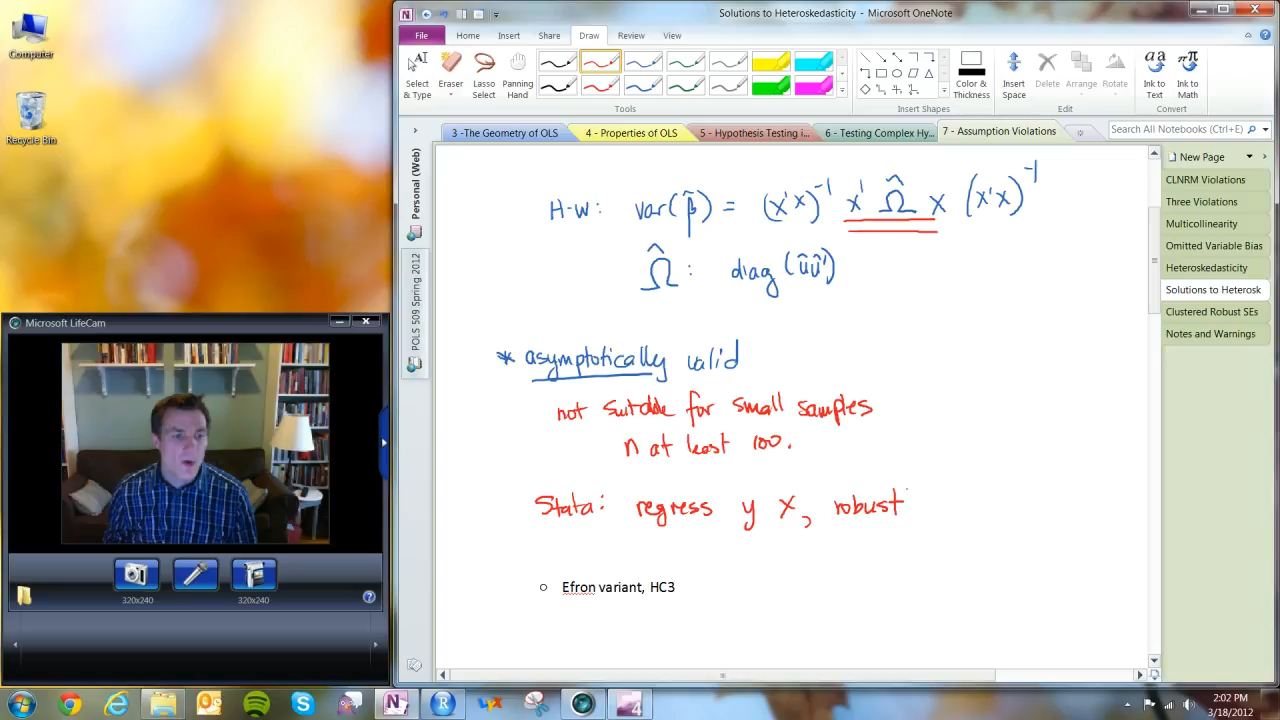 Computer
Recycle Bin
Solutions to Heteroskedasticity - Microsoft OneNote
File Home Insert Share Draw Review View
Select & Type
Eraser
Lasso Select
Panning Hand
Color & Thickness
Insert Space
Delete
Arrange
Rotate
Ink to Text
Ink to Math
Tools
Insert Shapes
Edit
Convert
3 -The Geometry of OLS
4 - Properties of OLS
5 - Hypothesis Testing i...
6 - Testing Complex Hy...
7 - Assumption Violations
Search All Notebooks (Ctrl+E)
Personal (Web)
POLS 509 Spring 2012
New Page
CLNRM Violations
Three Violations
Multicollinearity
Omitted Variable Bias
Heteroskedasticity
Solutions to Heterosk
Clustered Robust SEs
Notes and Warnings
H-W: var(β̂) = (X'X)⁻¹ X' Ω̂ X (X'X)⁻¹
Ω̂: diag(ûû')
* asymptotically valid
not suitable for small samples
n at least 100.
Stata: regress y X, robust
Efron variant, HC3
Microsoft LifeCam
320x240
320x240
320x240
2:02 PM
3/18/2012